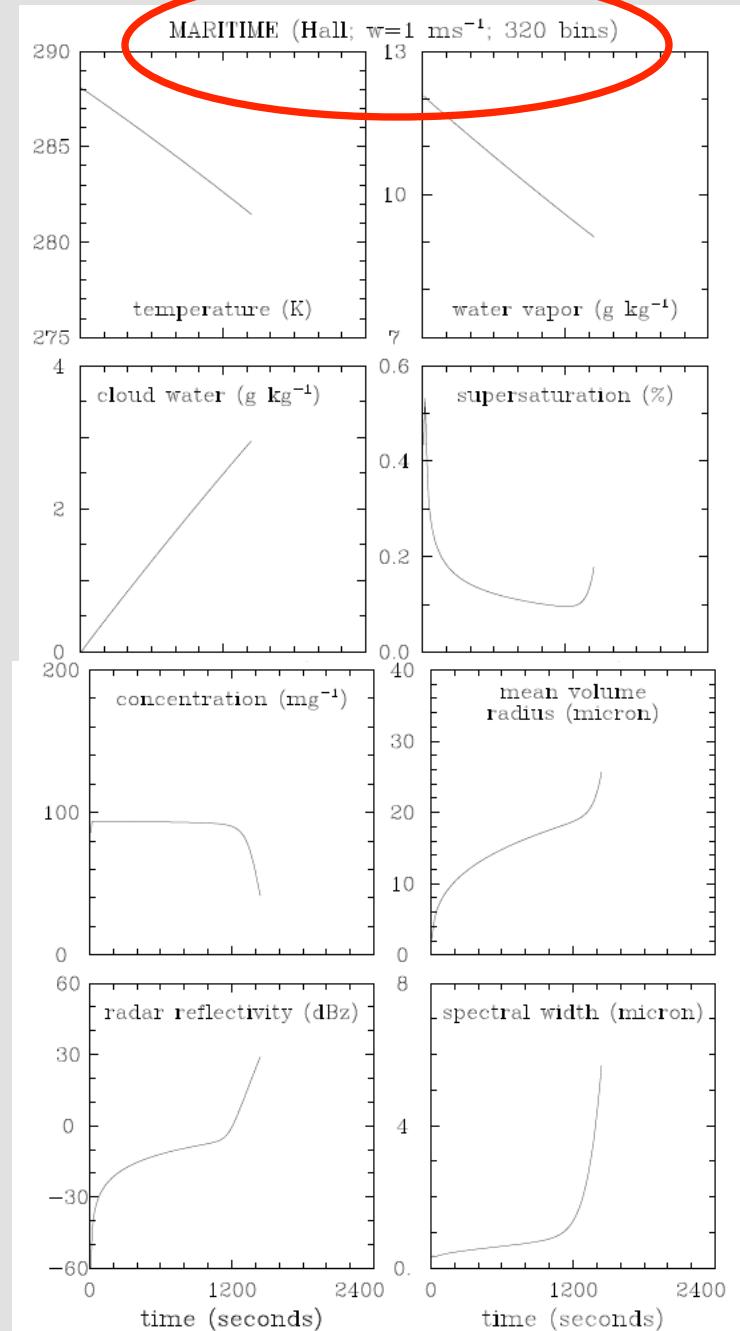 MARITIME (Hall; w=1 ms⁻¹; 320 bins)
290
285
280
275
temperature (K)
13
10
7
water vapor (g kg⁻¹)
4
2
0
cloud water (g kg⁻¹)
0.6
0.4
0.2
0.0
supersaturation (%)
200
100
0
concentration (mg⁻¹)
40
30
20
10
0
mean volume
radius (micron)
60
30
0
−30
−60
radar reflectivity (dBz)
0 1200 2400
time (seconds)
8
4
0.
spectral width (micron)
0 1200 2400
time (seconds)